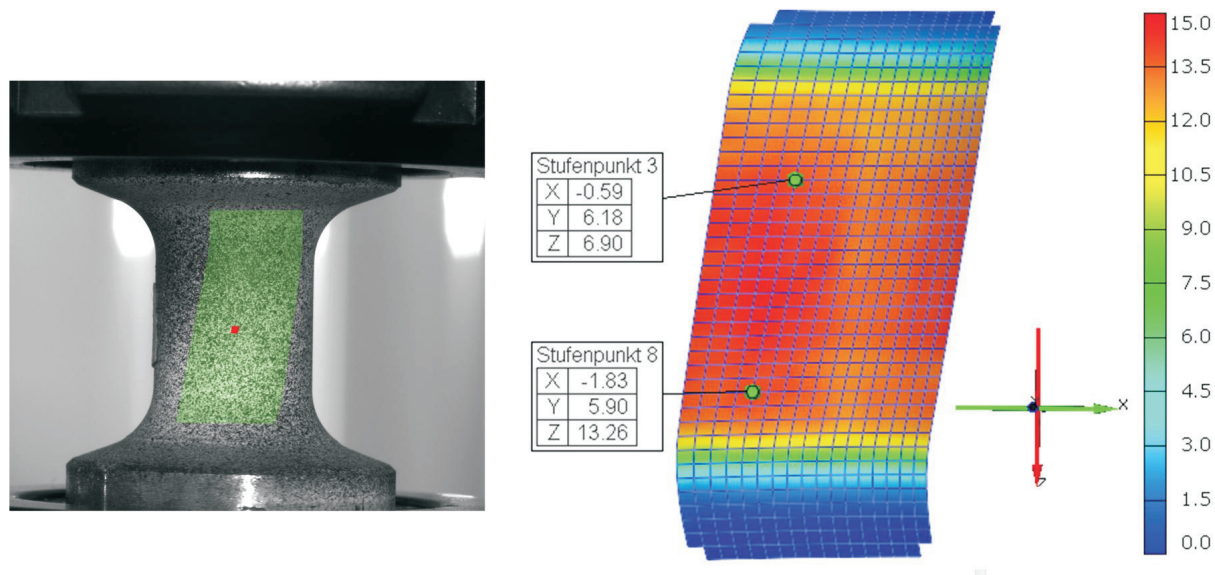 Stufenpunkt 3
X -0.59
Y 6.18
Z 6.90
Stufenpunkt 8
X -1.83
Y 5.90
Z 13.26
X
Z
15.0
13.5
12.0
10.5
9.0
7.5
6.0
4.5
3.0
1.5
0.0